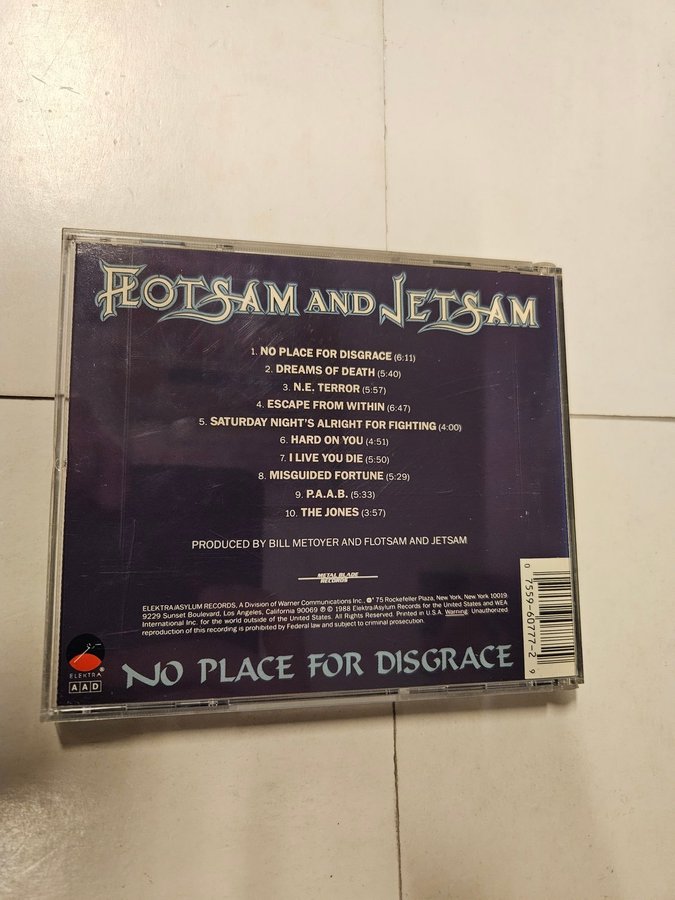 FLOTSAM AND JETSAM
1. NO PLACE FOR DISGRACE (6:11)
2. DREAMS OF DEATH (5:40)
3. N.E. TERROR (5:57)
4. ESCAPE FROM WITHIN (6:47)
5. SATURDAY NIGHT'S ALRIGHT FOR FIGHTING (4:00)
6. HARD ON YOU (4:51)
7. I LIVE YOU DIE (5:50)
8. MISGUIDED FORTUNE (5:29)
9. P.A.A.B. (5:33)
10. THE JONES (3:57)
PRODUCED BY BILL METOYER AND FLOTSAM AND JETSAM
METAL BLADE
RECORDS
ELEKTRA/ASYLUM RECORDS, A Division of Warner Communications Inc., 75 Rockefeller Plaza, New York, New York 10019
9229 Sunset Boulevard, Los Angeles, California 90069 ℗ © 1988 Elektra/Asylum Records for the United States and WEA
International Inc. for the world outside of the United States. All Rights Reserved. Printed in U.S.A. Warning: Unauthorized
reproduction of this recording is prohibited by Federal law and subject to criminal prosecution.
0 7559-60777-2 9
ELEKTRA
AAD
NO PLACE FOR DISGRACE